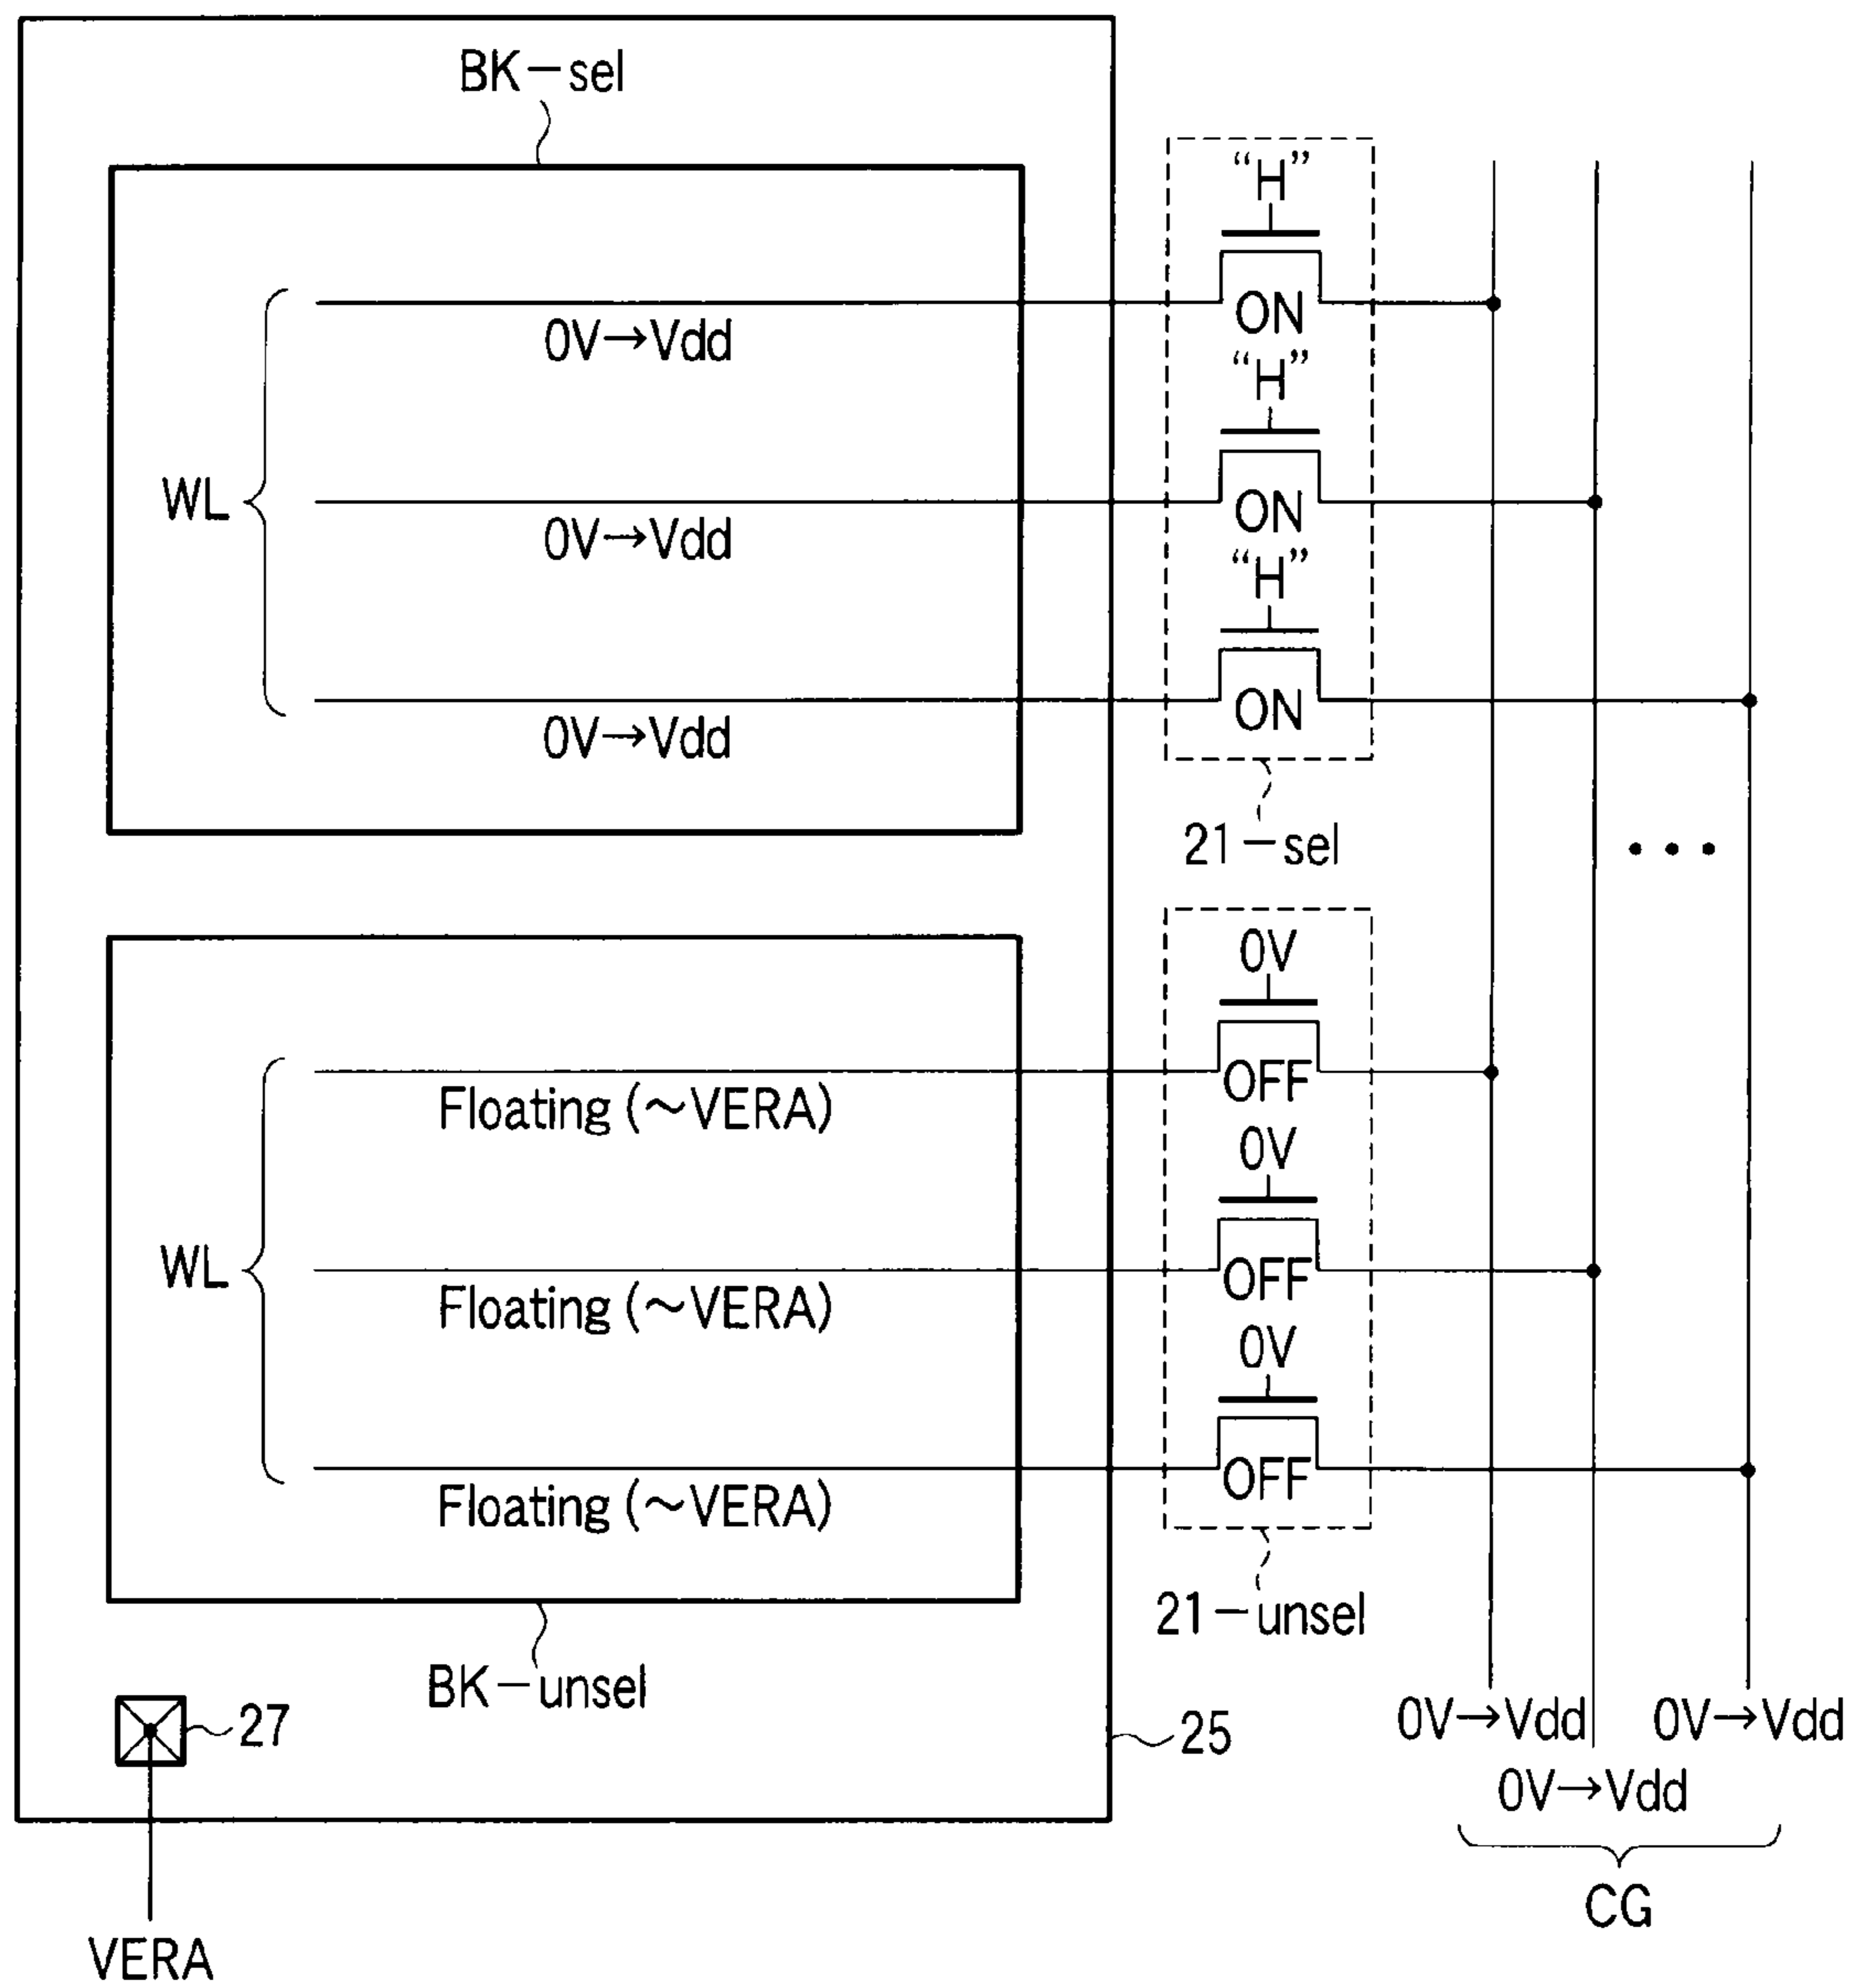 BK-sel
"H"
ON
0V→Vdd
"H"
WL
ON
0V→Vdd
"H"
ON
0V→Vdd
21-sel
...
0V
OFF
Floating (~VERA)
0V
WL
OFF
Floating (~VERA)
0V
OFF
Floating (~VERA)
21-unsel
BK-unsel
27
25
0V→Vdd
0V→Vdd
0V→Vdd
CG
VERA